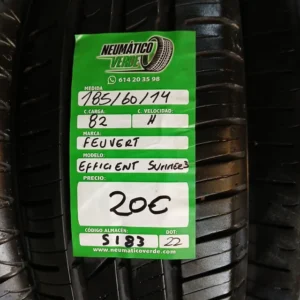 NEUMÁTICO
VERDE
614 20 35 98
MEDIDA
185/60/14
C. CARGA: C. VELOCIDAD
82 H
MARCA:
FEUVERT
MODELO:
EFFICIENT SUMMER3
PRECIO:
20€
CÓDIGO ALMACÉN: DOT:
5183 22
www.neumaticoverde.com